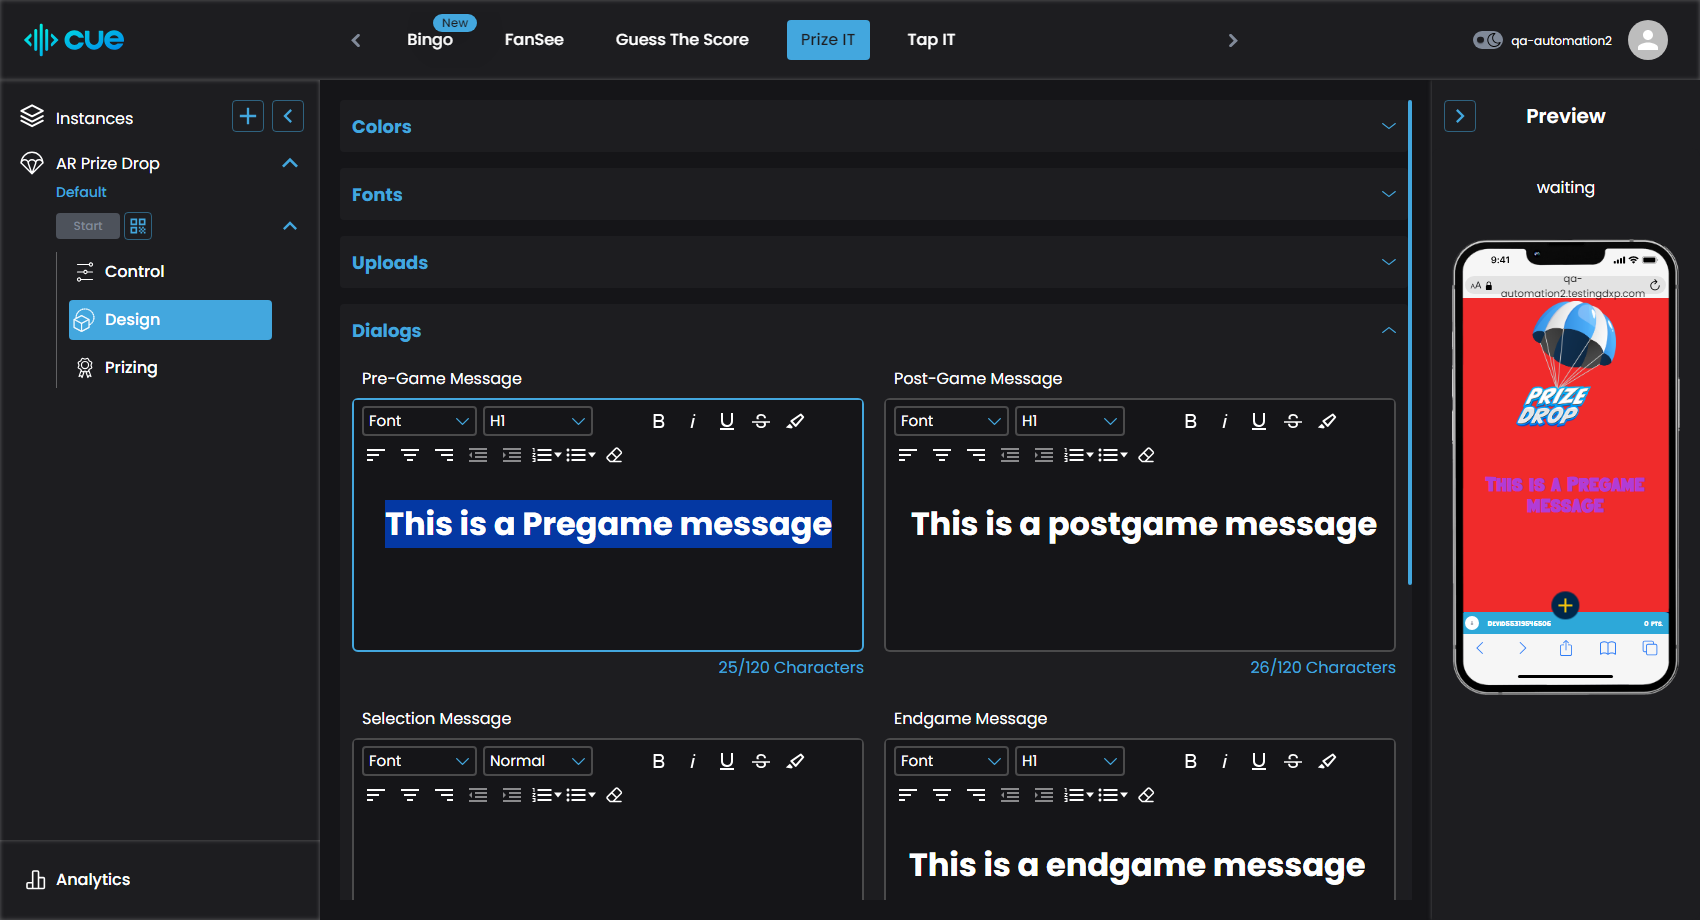 cue
New
Bingo
FanSee
Guess The Score
Prize IT
Tap IT
qa-automation2
Instances
AR Prize Drop
Default
Start
Control
Design
Prizing
Analytics
Colors
Fonts
Uploads
Dialogs
Pre-Game Message
Font
H1
B i U S
This is a Pregame message
25/120 Characters
Post-Game Message
Font
H1
B i U S
This is a postgame message
26/120 Characters
Selection Message
Font
Normal
B i U S
Endgame Message
Font
H1
B i U S
This is a endgame message
Preview
waiting
9:41
AA
qa-
automation2.testingdxp.com
PRIZE
DROP
This is a Pregame
message
0 PTS.